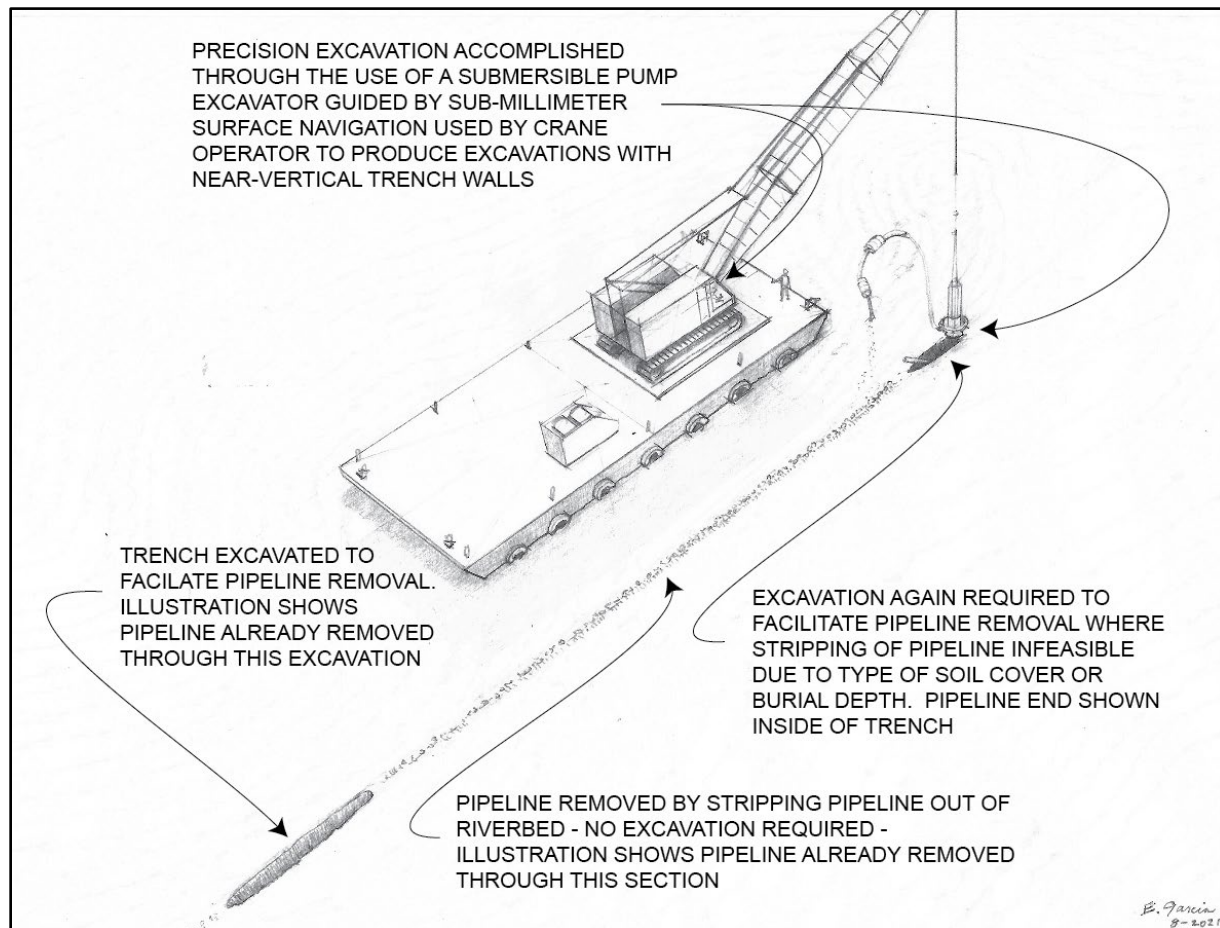 PRECISION EXCAVATION ACCOMPLISHED
THROUGH THE USE OF A SUBMERSIBLE PUMP
EXCAVATOR GUIDED BY SUB-MILLIMETER
SURFACE NAVIGATION USED BY CRANE
OPERATOR TO PRODUCE EXCAVATIONS WITH
NEAR-VERTICAL TRENCH WALLS
TRENCH EXCAVATED TO
FACILATE PIPELINE REMOVAL.
ILLUSTRATION SHOWS
PIPELINE ALREADY REMOVED
THROUGH THIS EXCAVATION
EXCAVATION AGAIN REQUIRED TO
FACILITATE PIPELINE REMOVAL WHERE
STRIPPING OF PIPELINE INFEASIBLE
DUE TO TYPE OF SOIL COVER OR
BURIAL DEPTH. PIPELINE END SHOWN
INSIDE OF TRENCH
PIPELINE REMOVED BY STRIPPING PIPELINE OUT OF
RIVERBED - NO EXCAVATION REQUIRED -
ILLUSTRATION SHOWS PIPELINE ALREADY REMOVED
THROUGH THIS SECTION
E. Garcia
8-2021